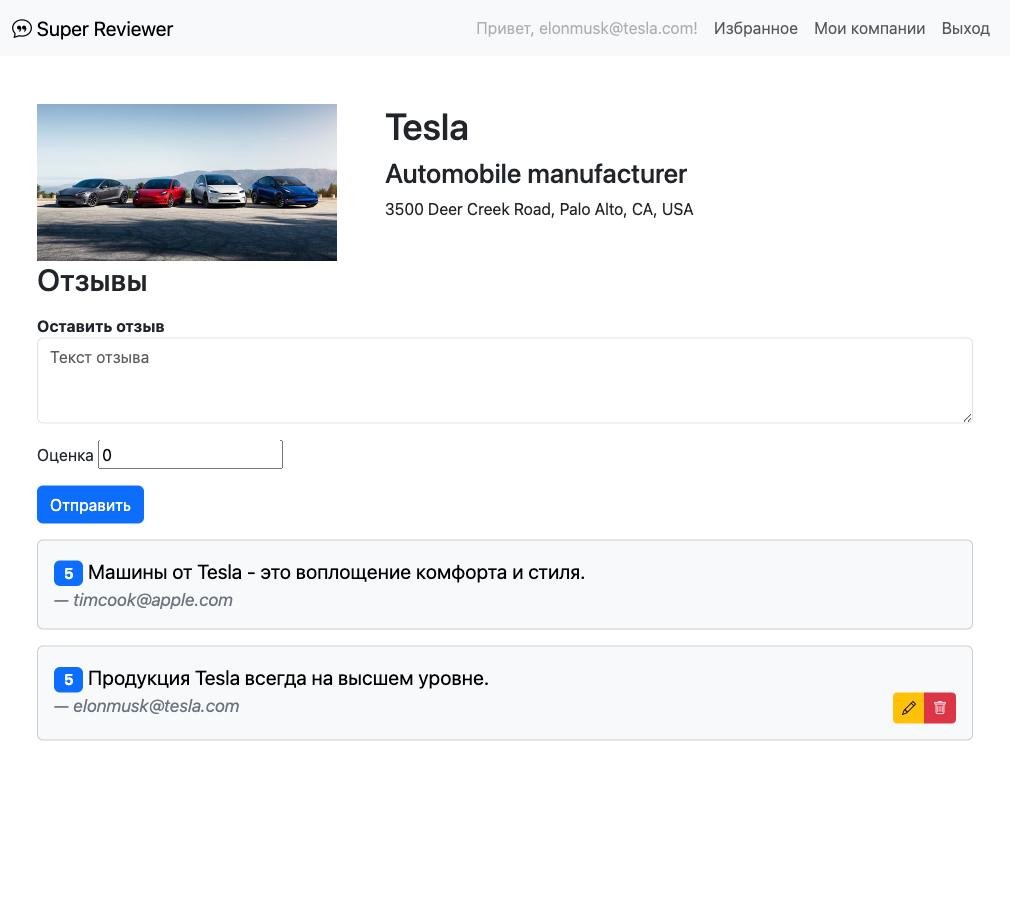 Super Reviewer
Привет, elonmusk@tesla.com! Избранное Мои компании Выход
Tesla
Automobile manufacturer
3500 Deer Creek Road, Palo Alto, CA, USA
Отзывы
Оставить отзыв
Текст отзыва
Оценка 0
Отправить
5 Машины от Tesla - это воплощение комфорта и стиля.
— timcook@apple.com
5 Продукция Tesla всегда на высшем уровне.
— elonmusk@tesla.com